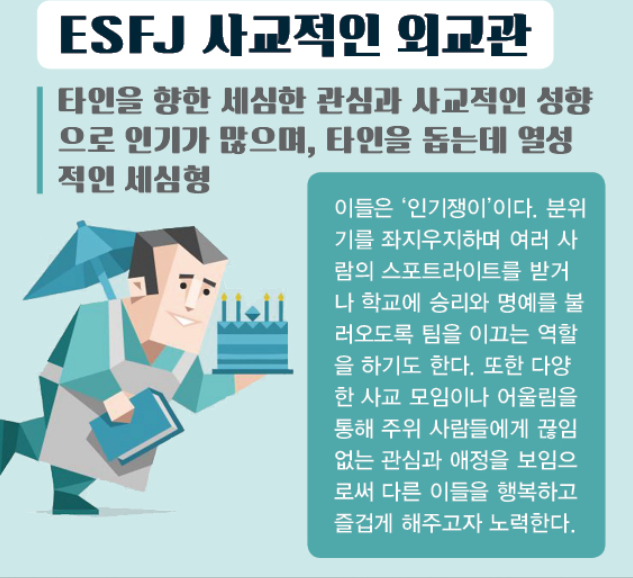 ESFJ 사교적인 외교관
타인을 향한 세심한 관심과 사교적인 성향
으로 인기가 많으며, 타인을 돕는데 열성
적인 세심형
이들은 ‘인기쟁이’이다. 분위
기를 좌지우지하며 여러 사
람의 스포트라이트를 받거
나 학교에 승리와 명예를 불
러오도록 팀을 이끄는 역할
을 하기도 한다. 또한 다양
한 사교 모임이나 어울림을
통해 주위 사람들에게 끊임
없는 관심과 애정을 보임으
로써 다른 이들을 행복하고
즐겁게 해주고자 노력한다.